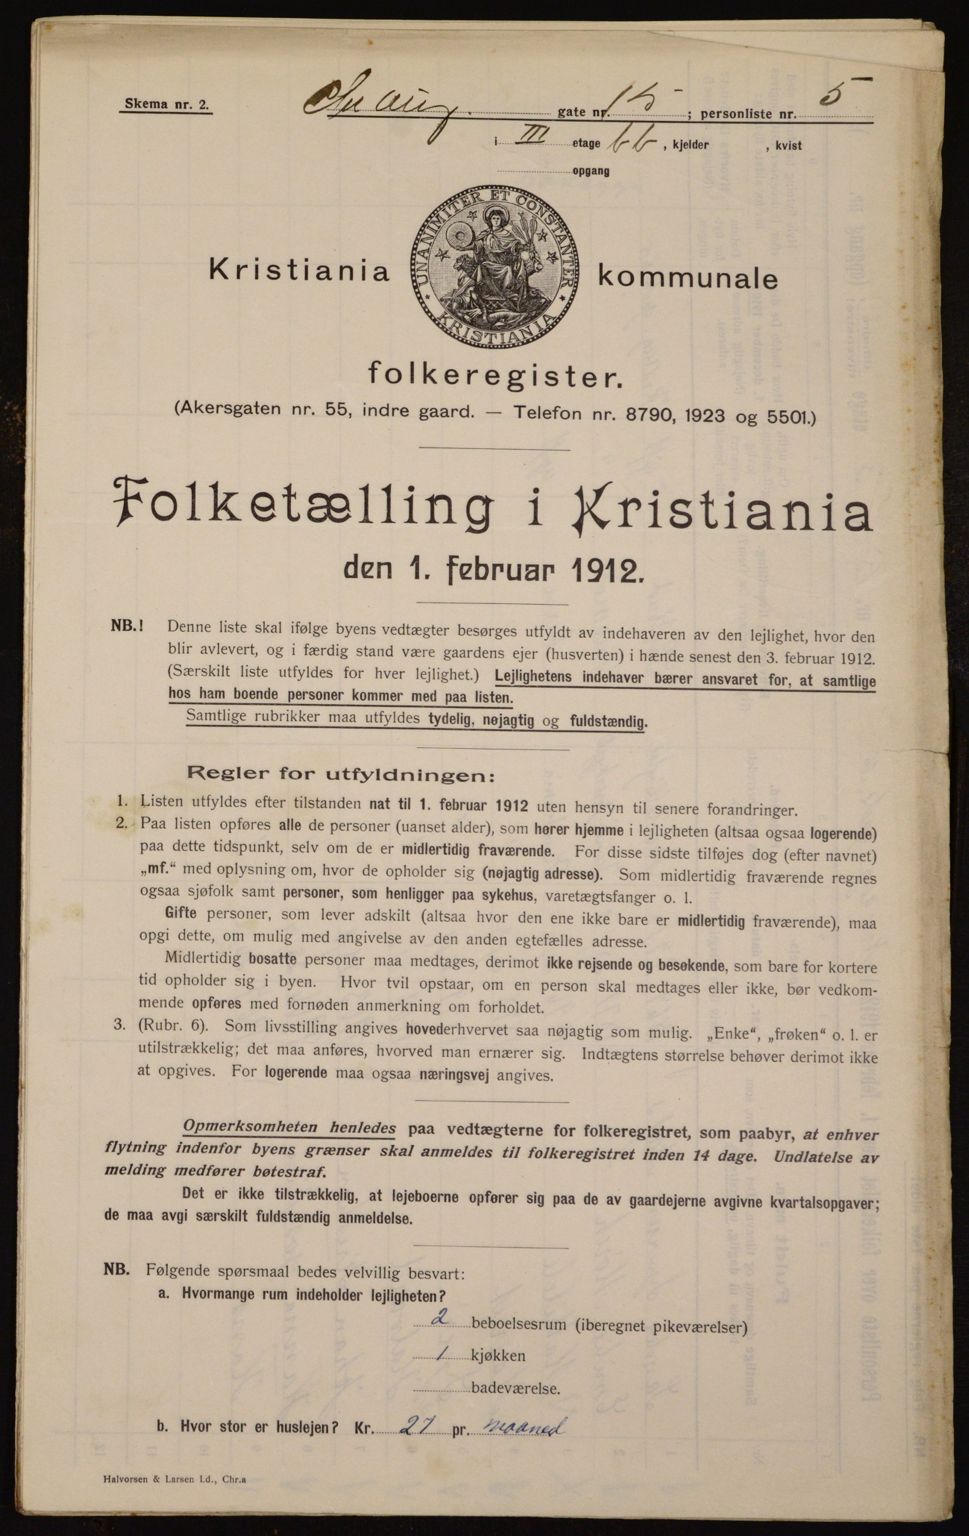 Skema nr. 2.
gate nr. 15 ; personliste nr. 5
i III etage , kjelder , kvist
opgang
UNANIMITER ET CONSTANTER
KRISTIANIA
Kristiania kommunale
folkeregister.
(Akersgaten nr. 55, indre gaard. — Telefon nr. 8790, 1923 og 5501.)
Folketælling i Kristiania
den 1. februar 1912.
NB.! Denne liste skal ifølge byens vedtægter besørges utfyldt av indehaveren av den lejlighet, hvor den
blir avlevert, og i færdig stand være gaardens ejer (husverten) i hænde senest den 3. februar 1912.
(Særskilt liste utfyldes for hver lejlighet.) Lejlighetens indehaver bærer ansvaret for, at samtlige
hos ham boende personer kommer med paa listen.
Samtlige rubrikker maa utfyldes tydelig, nøjagtig og fuldstændig.
Regler for utfyldningen:
1. Listen utfyldes efter tilstanden nat til 1. februar 1912 uten hensyn til senere forandringer.
2. Paa listen opføres alle de personer (uanset alder), som hører hjemme i lejligheten (altsaa ogsaa logerende)
paa dette tidspunkt, selv om de er midlertidig fraværende. For disse sidste tilføjes dog (efter navnet)
„mf.“ med oplysning om, hvor de opholder sig (nøjagtig adresse). Som midlertidig fraværende regnes
ogsaa sjøfolk samt personer, som henligger paa sykehus, varetægtsfanger o. l.
Gifte personer, som lever adskilt (altsaa hvor den ene ikke bare er midlertidig fraværende), maa
opgi dette, om mulig med angivelse av den anden egtefælles adresse.
Midlertidig bosatte personer maa medtages, derimot ikke rejsende og besøkende, som bare for kortere
tid opholder sig i byen. Hvor tvil opstaar, om en person skal medtages eller ikke, bør vedkom-
mende opføres med fornøden anmerkning om forholdet.
3. (Rubr. 6). Som livsstilling angives hovederhvervet saa nøjagtig som mulig. „Enke“, „frøken“ o. l. er
utilstrækkelig; det maa anføres, hvorved man ernærer sig. Indtægtens størrelse behøver derimot ikke
at opgives. For logerende maa ogsaa næringsvej angives.
Opmerksomheten henledes paa vedtægterne for folkeregistret, som paabyr, at enhver
flytning indenfor byens grænser skal anmeldes til folkeregistret inden 14 dage. Undlatelse av
melding medfører bøtestraf.
Det er ikke tilstrækkelig, at lejeboerne opfører sig paa de av gaardejerne avgivne kvartalsopgaver;
de maa avgi særskilt fuldstændig anmeldelse.
NB. Følgende spørsmaal bedes velvillig besvart:
a. Hvormange rum indeholder lejligheten?
2 beboelsesrum (iberegnet pikeværelser)
1 kjøkken
badeværelse.
b. Hvor stor er huslejen? Kr. 27 pr. maaned
Halvorsen & Larsen Ld., Chr.a